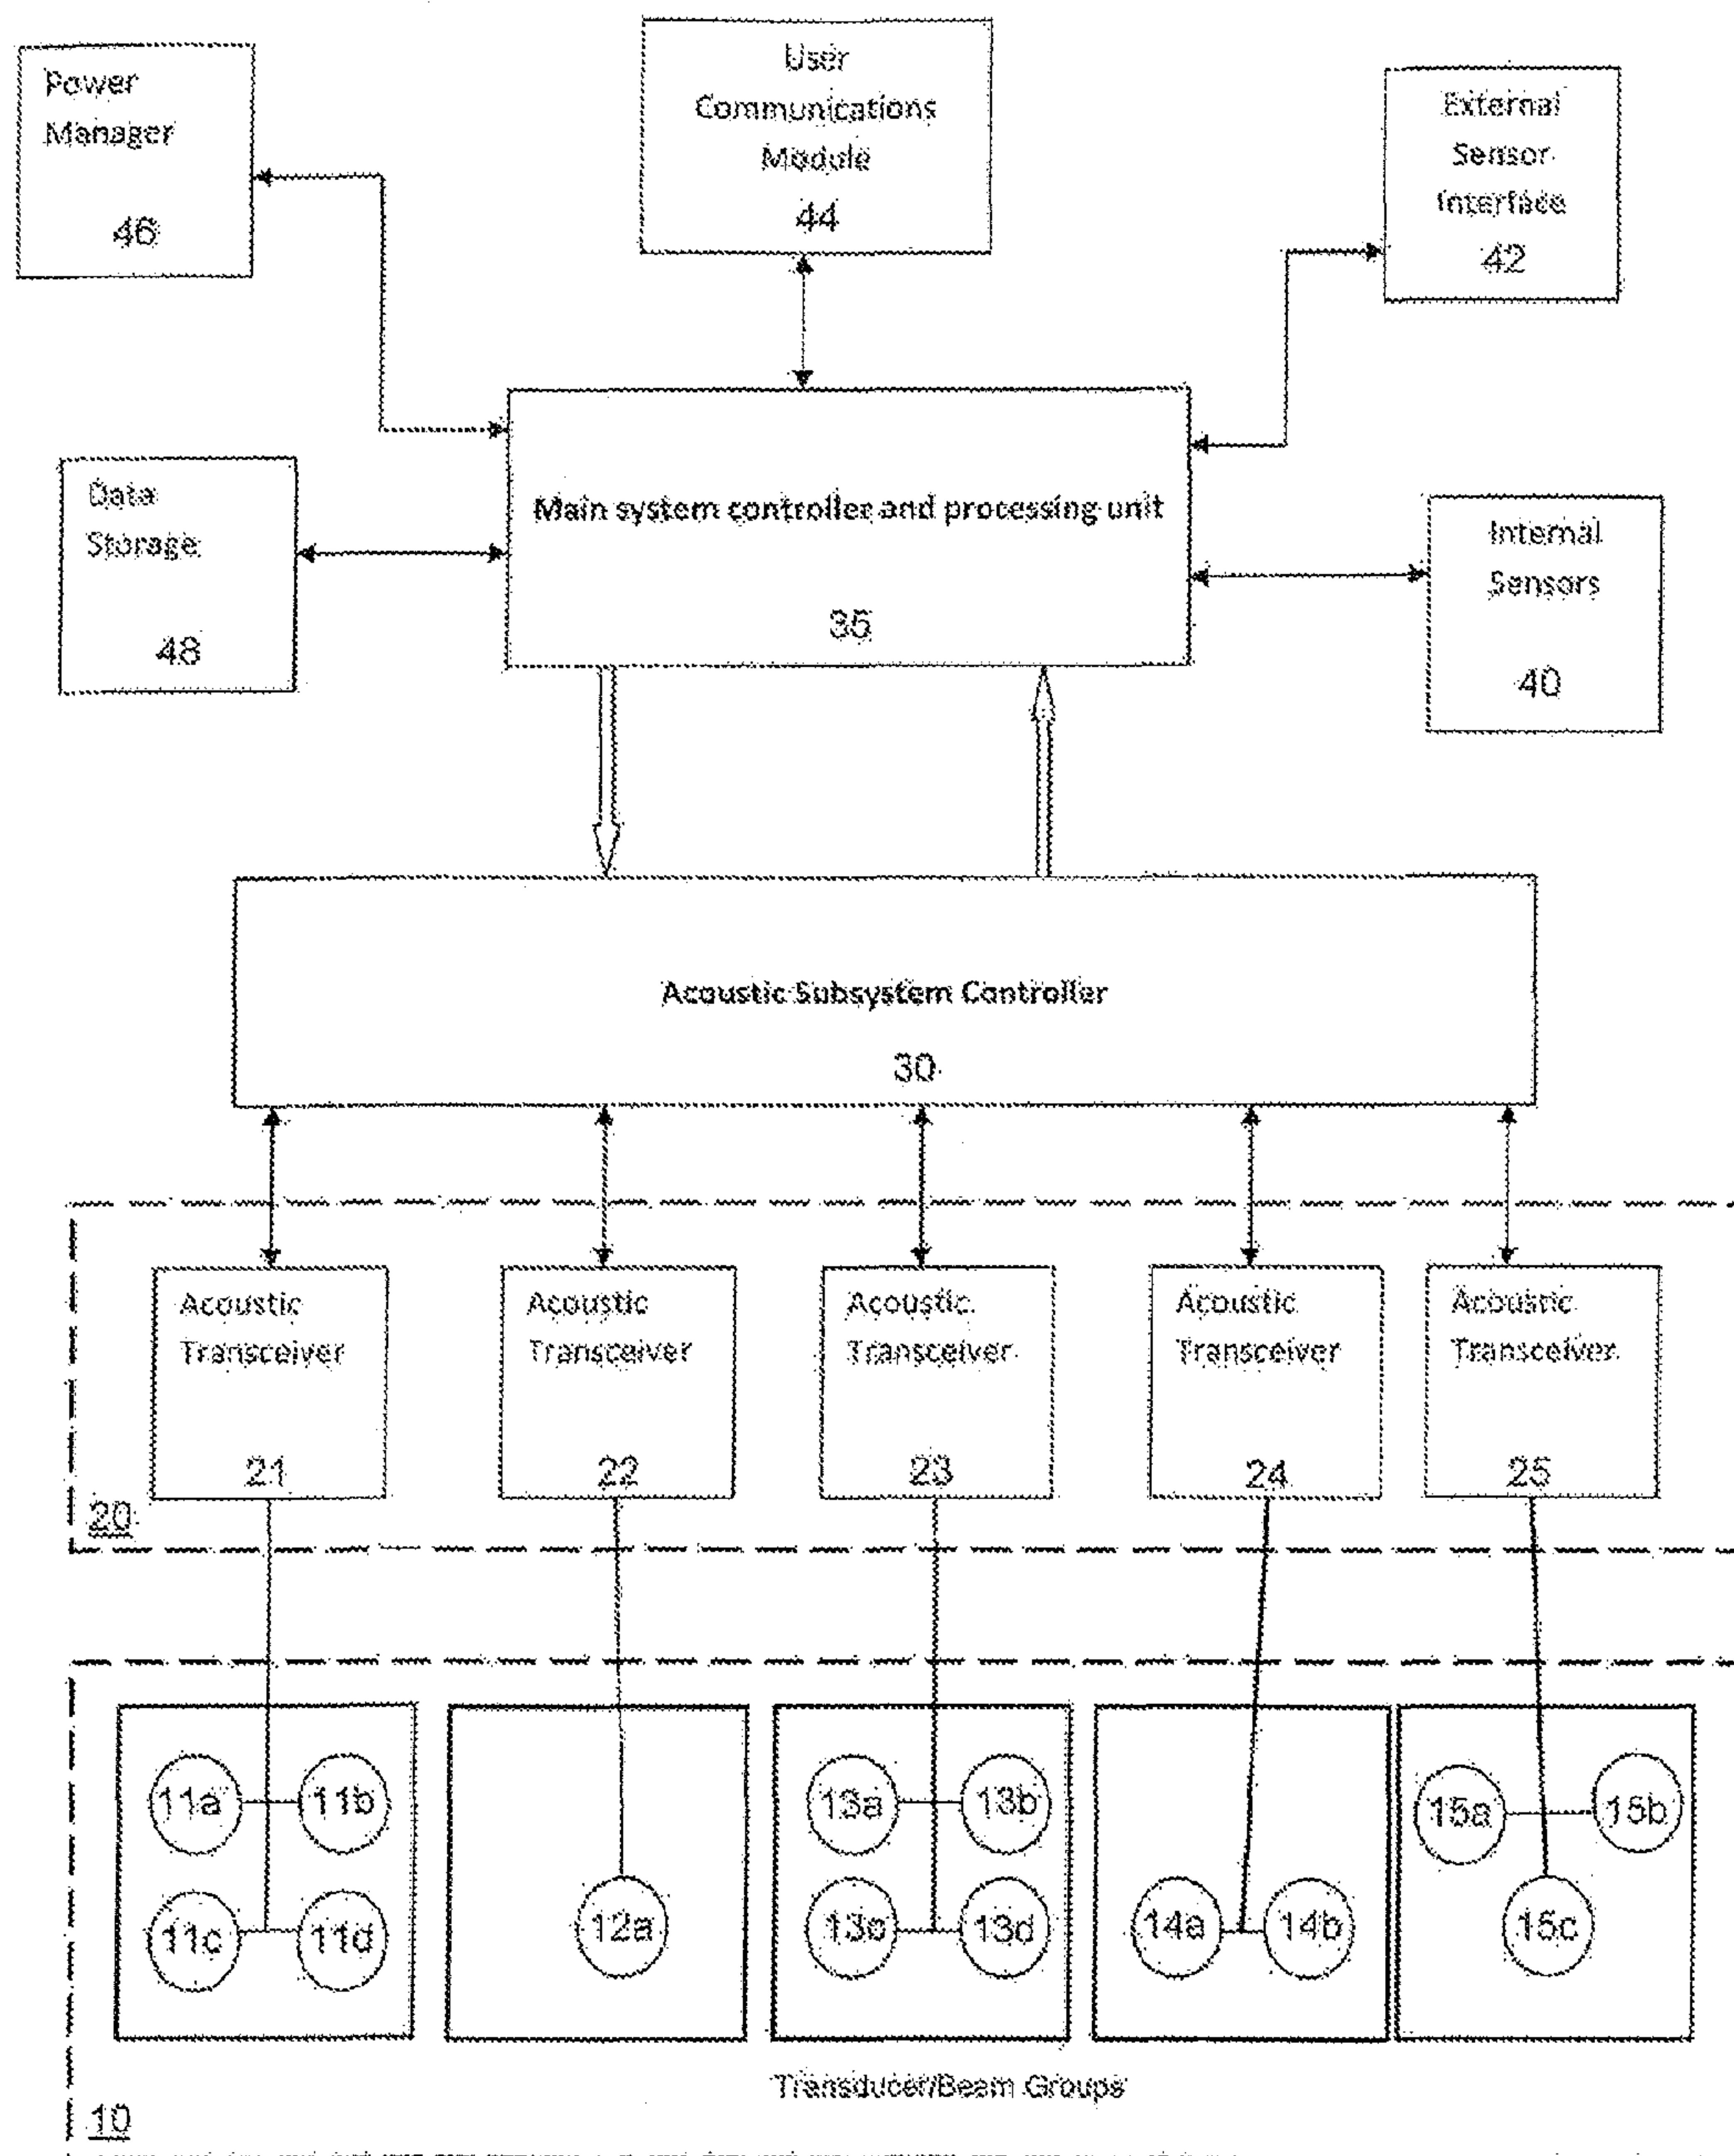 Power
Manager
46
User
Communications
Module
44
External
Sensor
Interface
42
Data
Storage
48
Main system controller and processing unit
35
Internal
Sensors
40
Acoustic Subsystem Controller
30
Acoustic
Transceiver
21
Acoustic
Transceiver
22
Acoustic
Transceiver
23
Acoustic
Transceiver
24
Acoustic
Transceiver
25
20
11a
11b
11c
11d
12a
13a
13b
13c
13d
14a
14b
15a
15b
15c
Transducer/Beam Groups
10